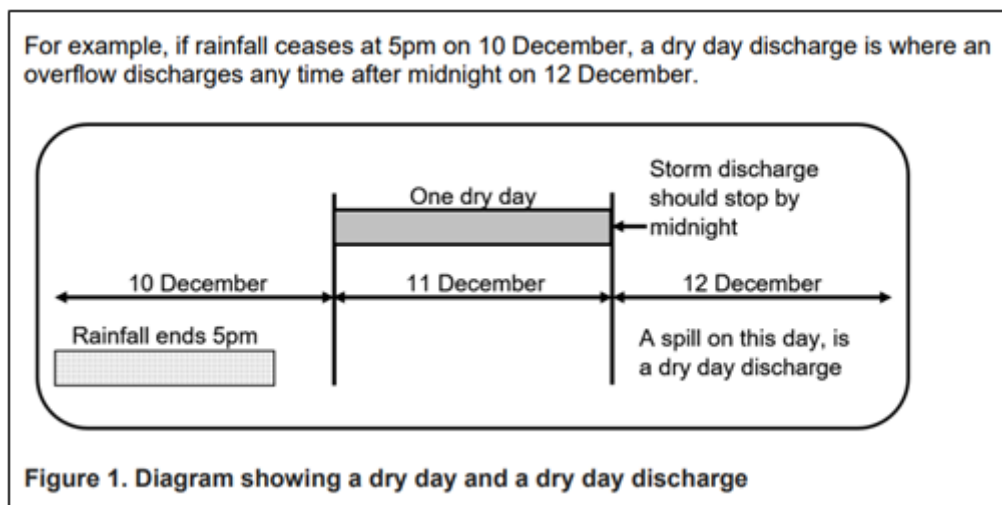 For example, if rainfall ceases at 5pm on 10 December, a dry day discharge is where an
overflow discharges any time after midnight on 12 December.
One dry day
Storm discharge
should stop by
midnight
10 December
11 December
12 December
Rainfall ends 5pm
A spill on this day, is
a dry day discharge
Figure 1. Diagram showing a dry day and a dry day discharge